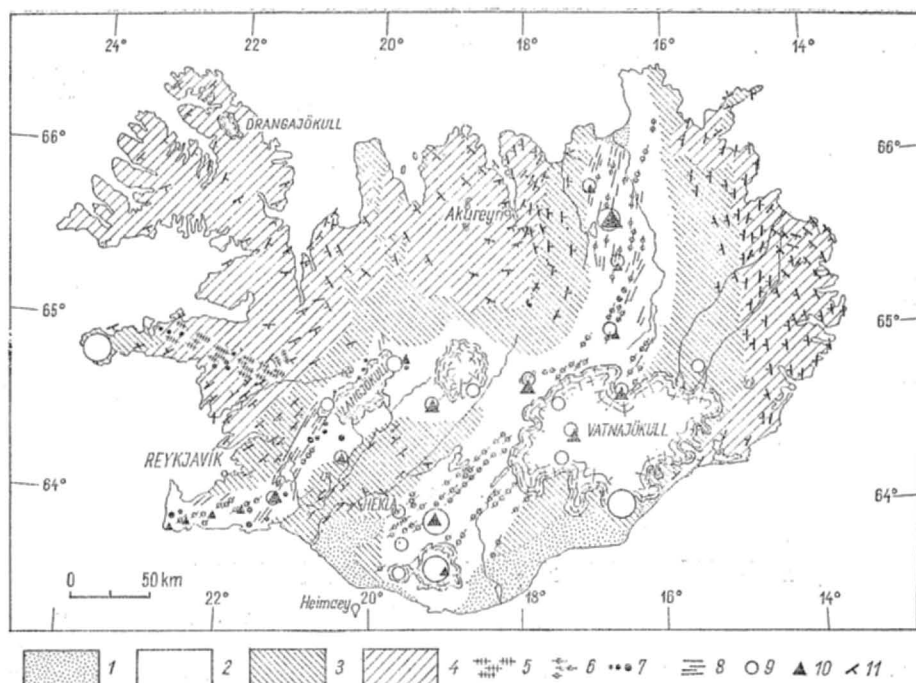 24° 22° 20° 18° 16° 14°
DRANGAJÖKULL
66° 66°
Akureyri
65° 65°
LANGJÖKULL
REYKJAVÍK VATNAJÖKULL
64° HEKLA 64°
0 50 km
Heimaey
22° 20° 18° 16° 14°
1 2 3 4 5 6 7 8 9 10 11